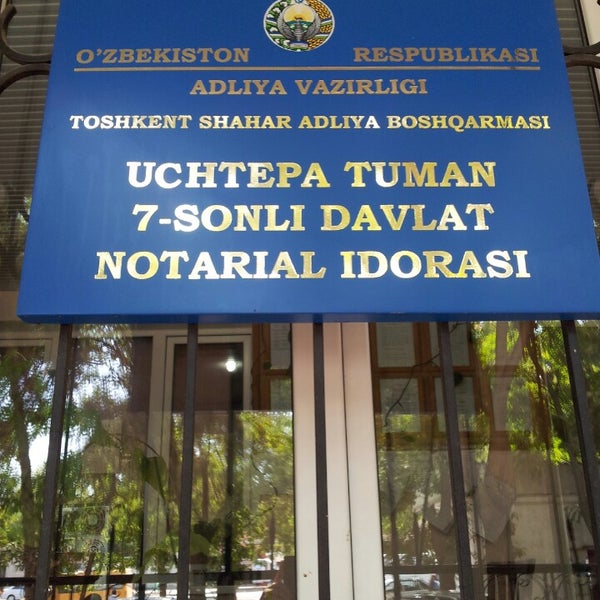 O'ZBEKISTON RESPUBLIKASI
ADLIYA VAZIRLIGI
TOSHKENT SHAHAR ADLIYA BOSHQARMASI
UCHTEPA TUMAN
7-SONLI DAVLAT
NOTARIAL IDORASI